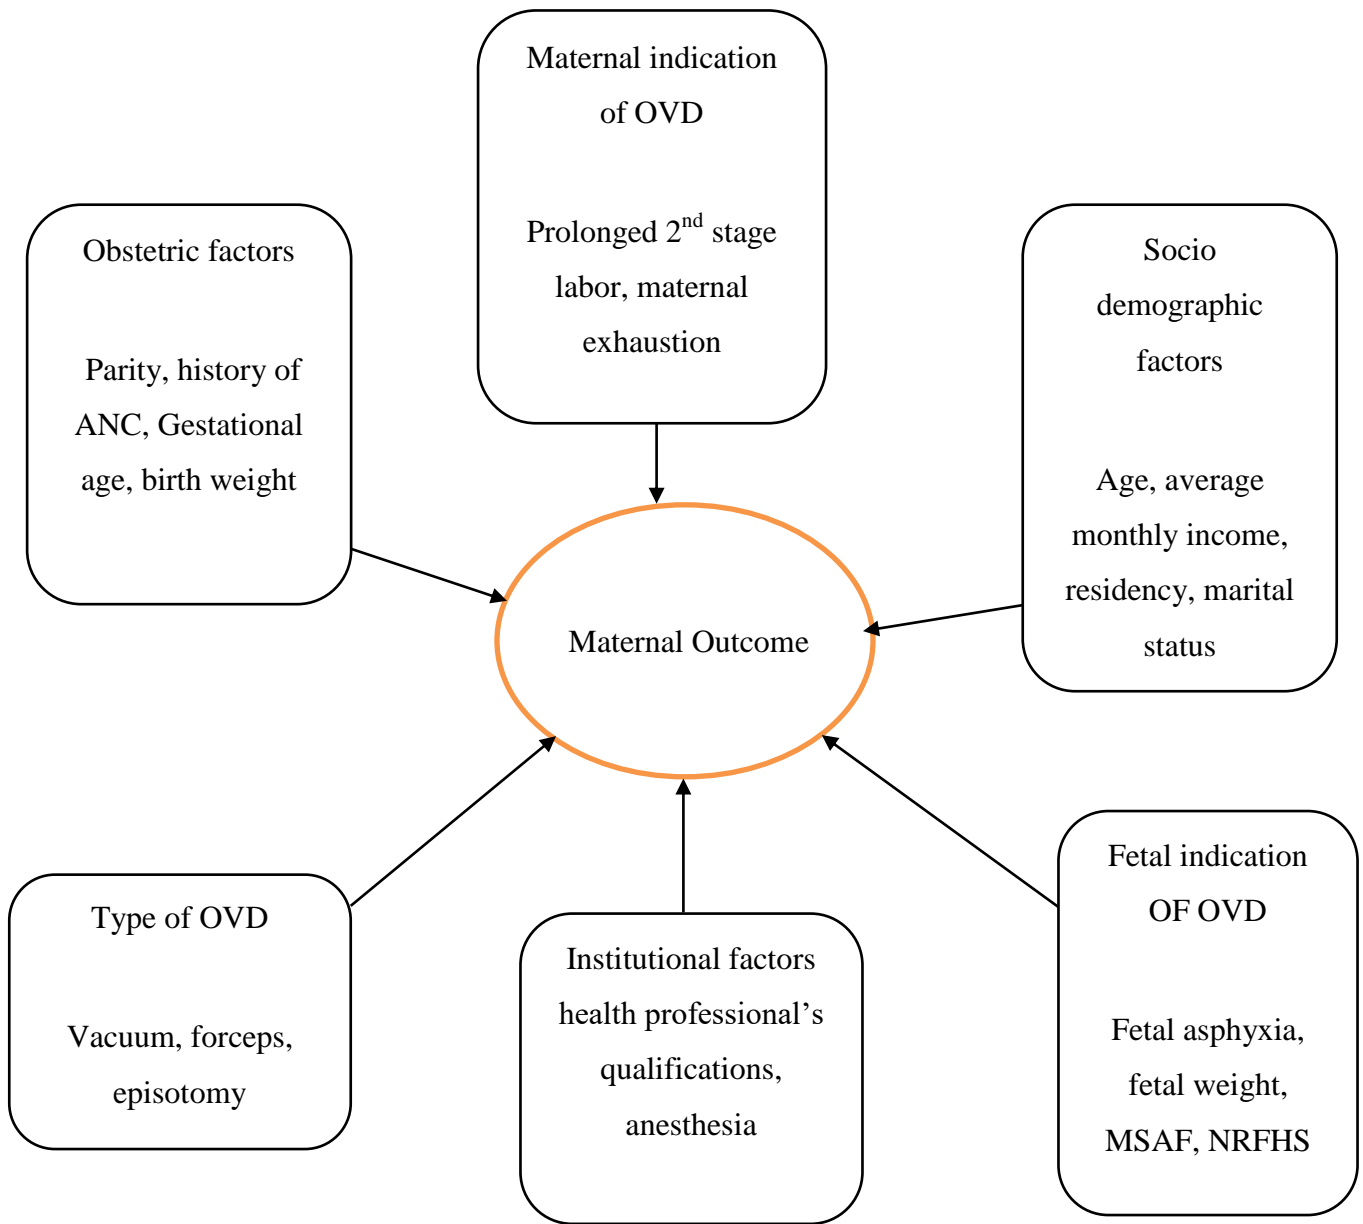 Maternal indication
of OVD
Prolonged 2nd stage
labor, maternal
exhaustion
Obstetric factors
Parity, history of
ANC, Gestational
age, birth weight
Socio
demographic
factors
Age, average
monthly income,
residency, marital
status
Maternal Outcome
Type of OVD
Vacuum, forceps,
episotomy
Institutional factors
health professional’s
qualifications,
anesthesia
Fetal indication
OF OVD
Fetal asphyxia,
fetal weight,
MSAF, NRFHS